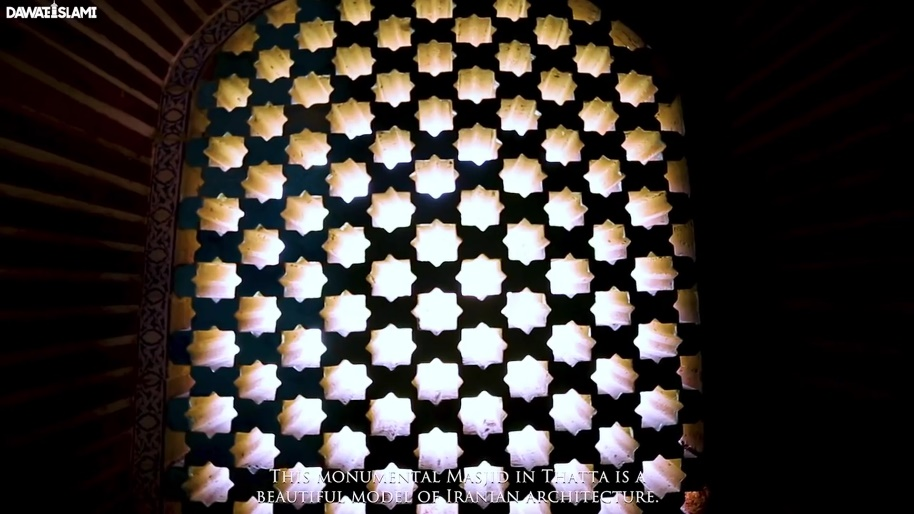 DAWATEISLAMI
This monumental Masjid in Thatta is a
beautiful model of Iranian architecture.